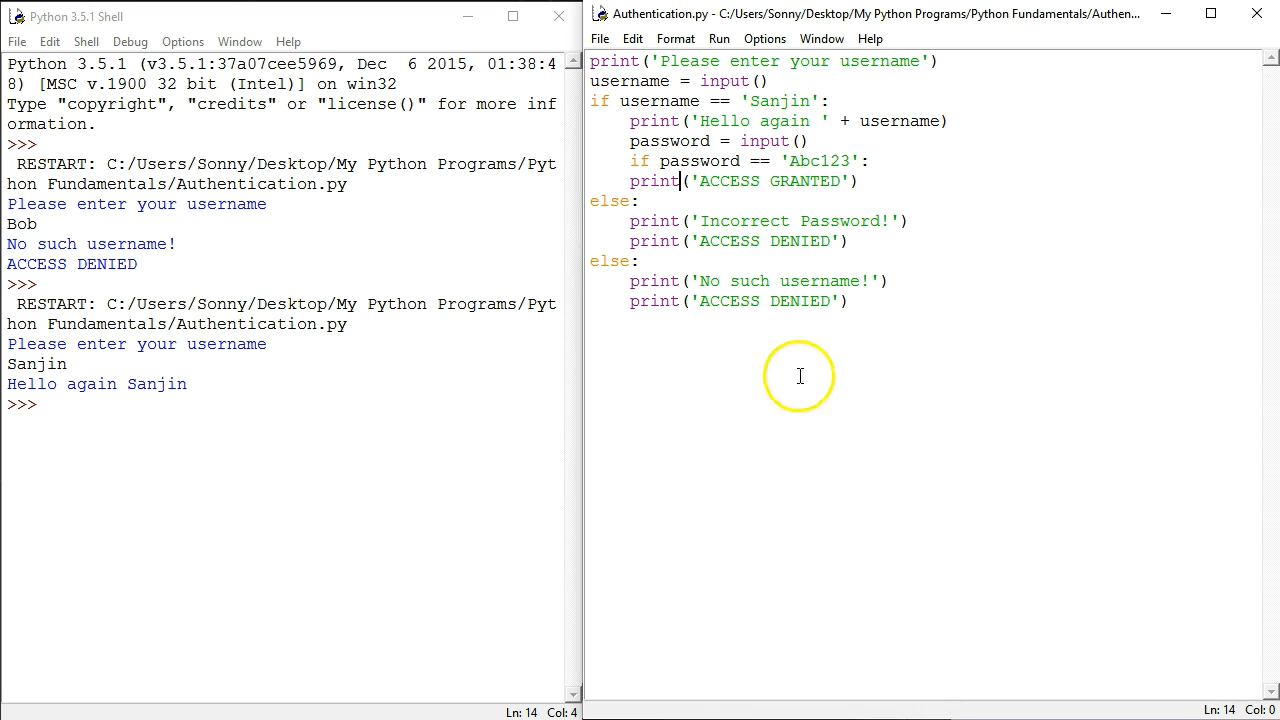 Python 3.5.1 Shell
File Edit Shell Debug Options Window Help
Python 3.5.1 (v3.5.1:37a07cee5969, Dec  6 2015, 01:38:4
8) [MSC v.1900 32 bit (Intel)] on win32
Type "copyright", "credits" or "license()" for more inf
ormation.
>>>
 RESTART: C:/Users/Sonny/Desktop/My Python Programs/Pyt
hon Fundamentals/Authentication.py
Please enter your username
Bob
No such username!
ACCESS DENIED
>>>
 RESTART: C:/Users/Sonny/Desktop/My Python Programs/Pyt
hon Fundamentals/Authentication.py
Please enter your username
Sanjin
Hello again Sanjin
>>>
Ln: 14 Col: 4
Authentication.py - C:/Users/Sonny/Desktop/My Python Programs/Python Fundamentals/Authen...
File Edit Format Run Options Window Help
print('Please enter your username')
username = input()
if username == 'Sanjin':
    print('Hello again ' + username)
    password = input()
    if password == 'Abc123':
    print('ACCESS GRANTED')
else:
    print('Incorrect Password!')
    print('ACCESS DENIED')
else:
    print('No such username!')
    print('ACCESS DENIED')
Ln: 14 Col: 0